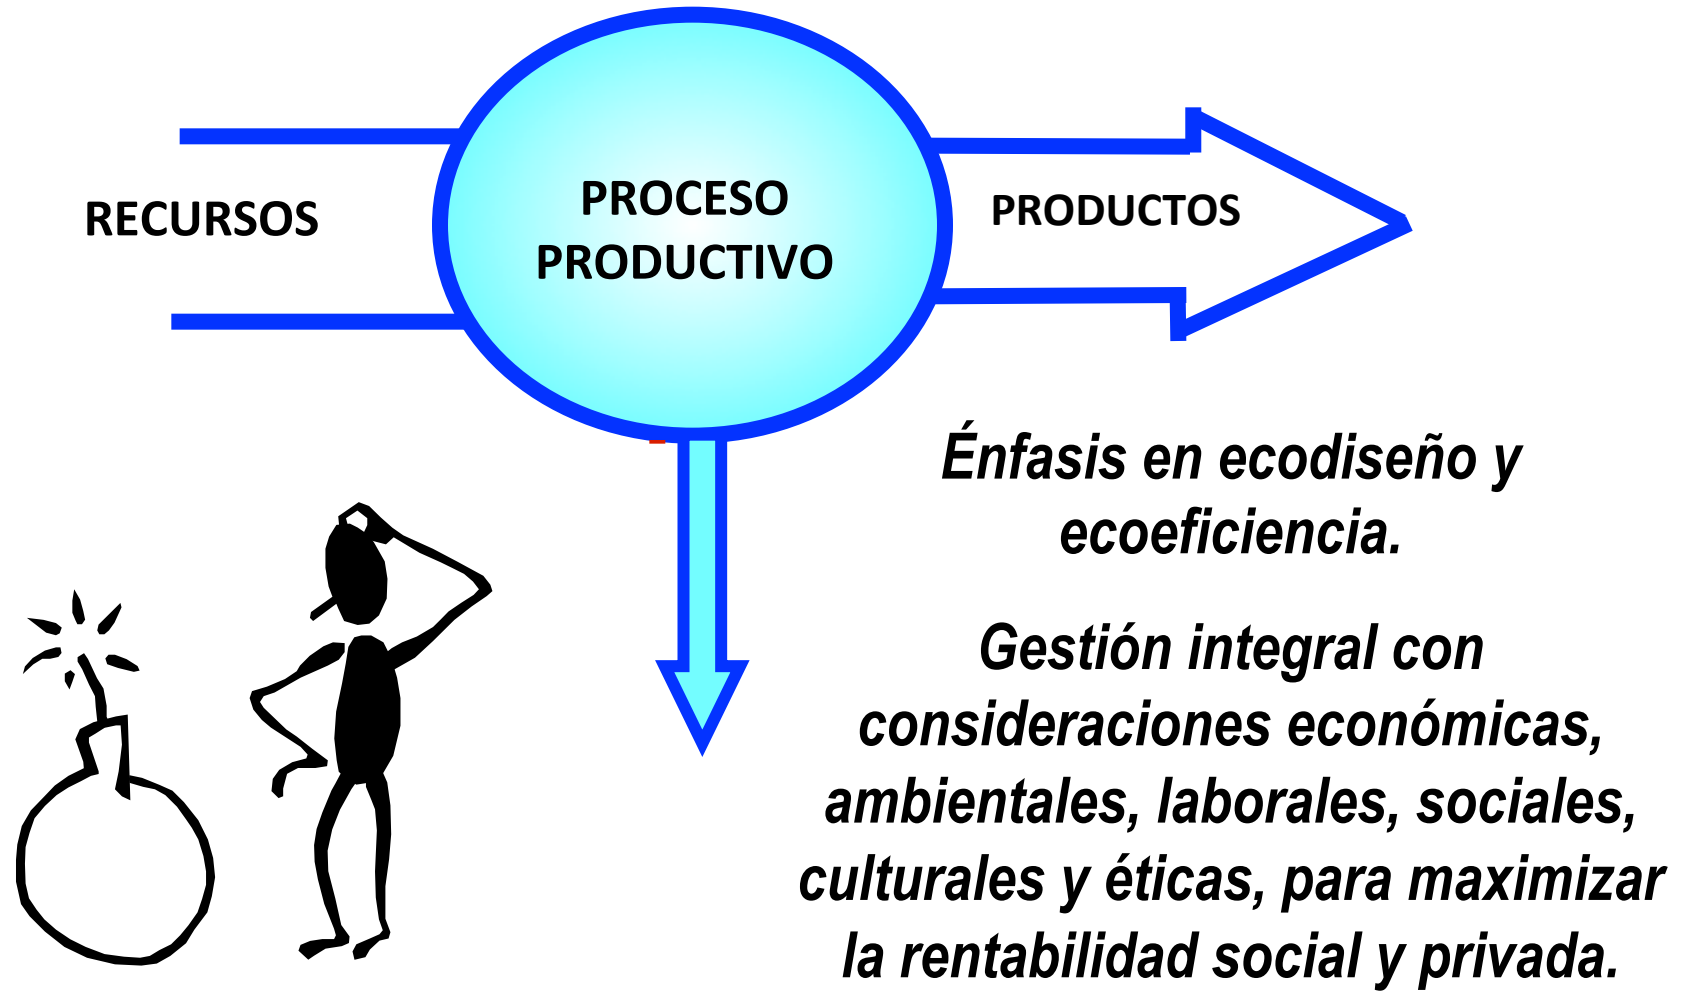 RECURSOS
PROCESO
PRODUCTIVO
PRODUCTOS
Énfasis en ecodiseño y
ecoeficiencia.
Gestión integral con
consideraciones económicas,
ambientales, laborales, sociales,
culturales y éticas, para maximizar
la rentabilidad social y privada.